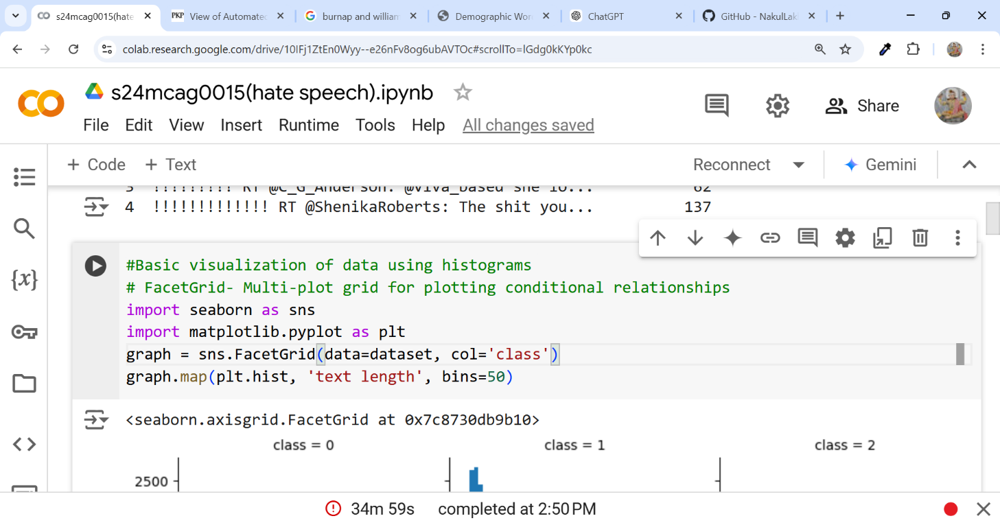 s24mcag0015(hate
PKP View of Automated
burnap and william
Demographic Wor
ChatGPT
GitHub - NakulLak
colab.research.google.com/drive/10IFj1ZtEn0Wyy--e26nFv8og6ubAVTOc#scrollTo=lGdg0kKYp0kc
s24mcag0015(hate speech).ipynb
File Edit View Insert Runtime Tools Help All changes saved
Share
+ Code + Text
Reconnect
Gemini
3 !!!!!!!!! RT @C_G_Anderson: @viva_based she lo... 62
4 !!!!!!!!!!!!! RT @ShenikaRoberts: The shit you... 137
{x}
#Basic visualization of data using histograms
# FacetGrid- Multi-plot grid for plotting conditional relationships
import seaborn as sns
import matplotlib.pyplot as plt
graph = sns.FacetGrid(data=dataset, col='class')
graph.map(plt.hist, 'text length', bins=50)
<seaborn.axisgrid.FacetGrid at 0x7c8730db9b10>
class = 0 class = 1 class = 2
2500
34m 59s completed at 2:50 PM